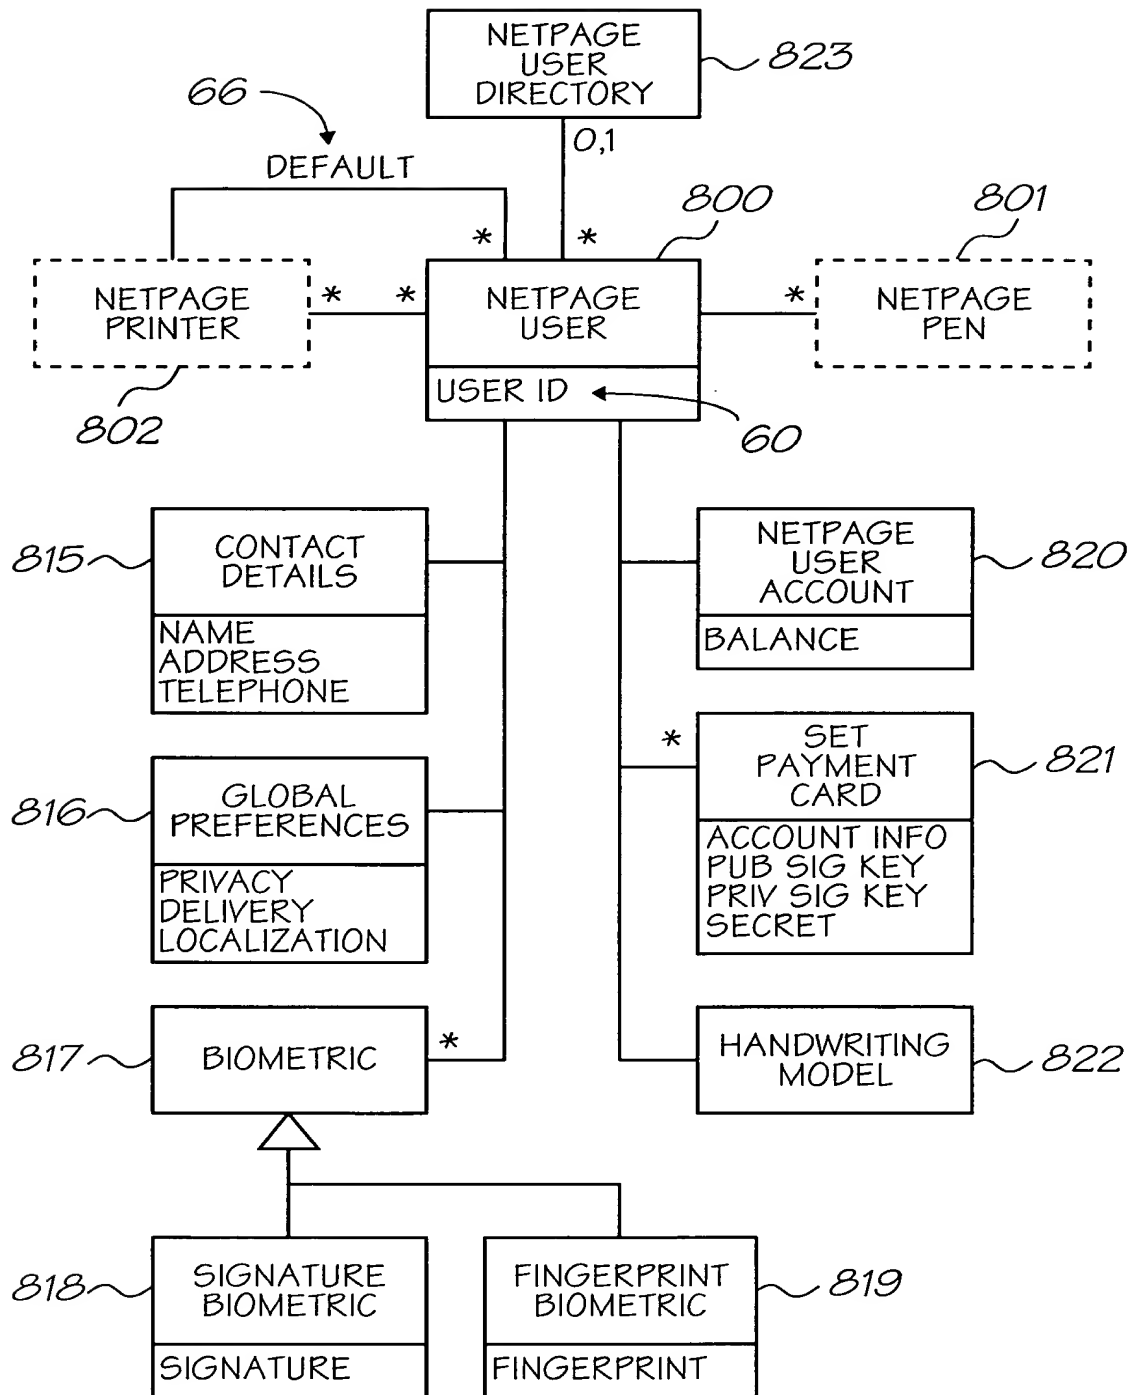 NETPAGE
USER
DIRECTORY
823
66
DEFAULT
0,1
800
801
*
*
NETPAGE
PRINTER
*
*
NETPAGE
USER
*
NETPAGE
PEN
USER ID
802
60
815
CONTACT
DETAILS
NAME
ADDRESS
TELEPHONE
NETPAGE
USER
ACCOUNT
820
BALANCE
816
GLOBAL
PREFERENCES
PRIVACY
DELIVERY
LOCALIZATION
*
SET
PAYMENT
CARD
821
ACCOUNT INFO
PUB SIG KEY
PRIV SIG KEY
SECRET
817
BIOMETRIC
*
HANDWRITING
MODEL
822
818
SIGNATURE
BIOMETRIC
SIGNATURE
FINGERPRINT
BIOMETRIC
819
FINGERPRINT